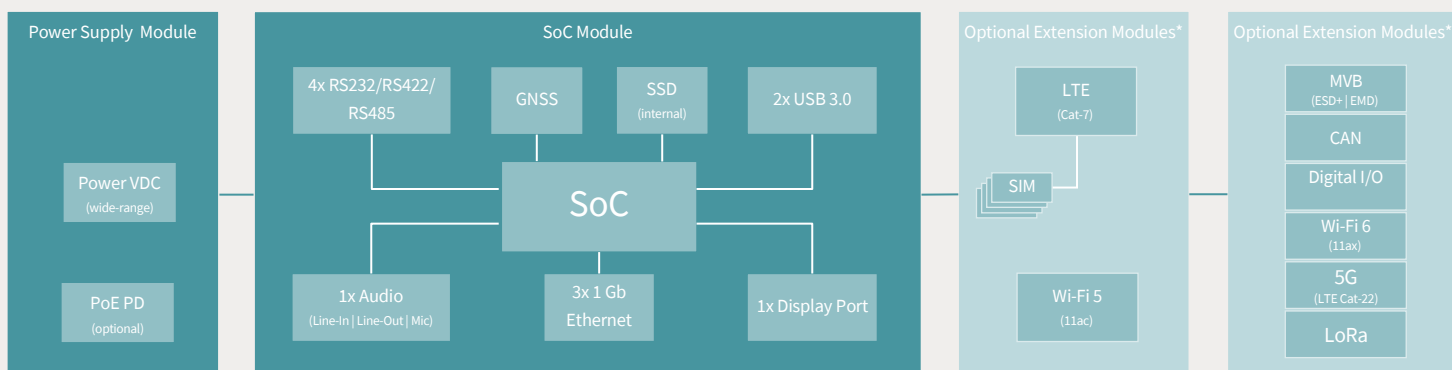 Power Supply Module
Power VDC
(wide-range)
PoE PD
(optional)
SoC Module
4x RS232/RS422/
RS485
GNSS
SSD
(internal)
2x USB 3.0
SoC
1x Audio
(Line-In | Line-Out | Mic)
3x 1 Gb
Ethernet
1x Display Port
Optional Extension Modules*
LTE
(Cat-7)
SIM
Wi-Fi 5
(11ac)
Optional Extension Modules*
MVB
(ESD+ | EMD)
CAN
Digital I/O
Wi-Fi 6
(11ax)
5G
(LTE Cat-22)
LoRa